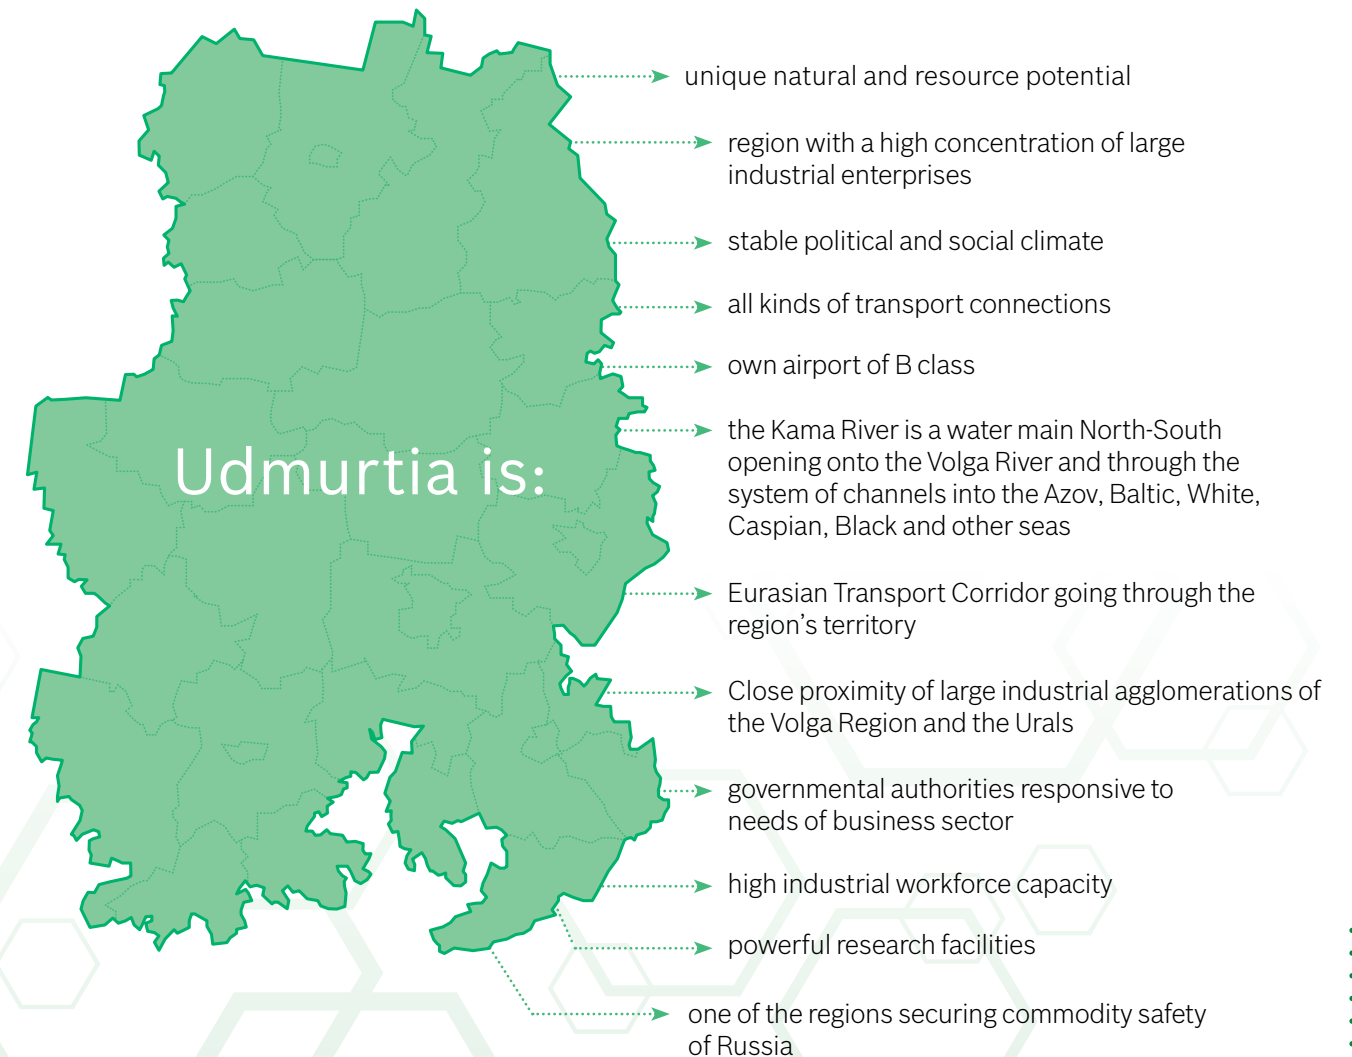 unique natural and resource potential
region with a high concentration of large
industrial enterprises
stable political and social climate
all kinds of transport connections
own airport of B class
Udmurtia is:
the Kama River is a water main North-South
opening onto the Volga River and through the
system of channels into the Azov, Baltic, White,
Caspian, Black and other seas
Eurasian Transport Corridor going through the
region’s territory
Close proximity of large industrial agglomerations of
the Volga Region and the Urals
governmental authorities responsive to
needs of business sector
high industrial workforce capacity
powerful research facilities
one of the regions securing commodity safety
of Russia